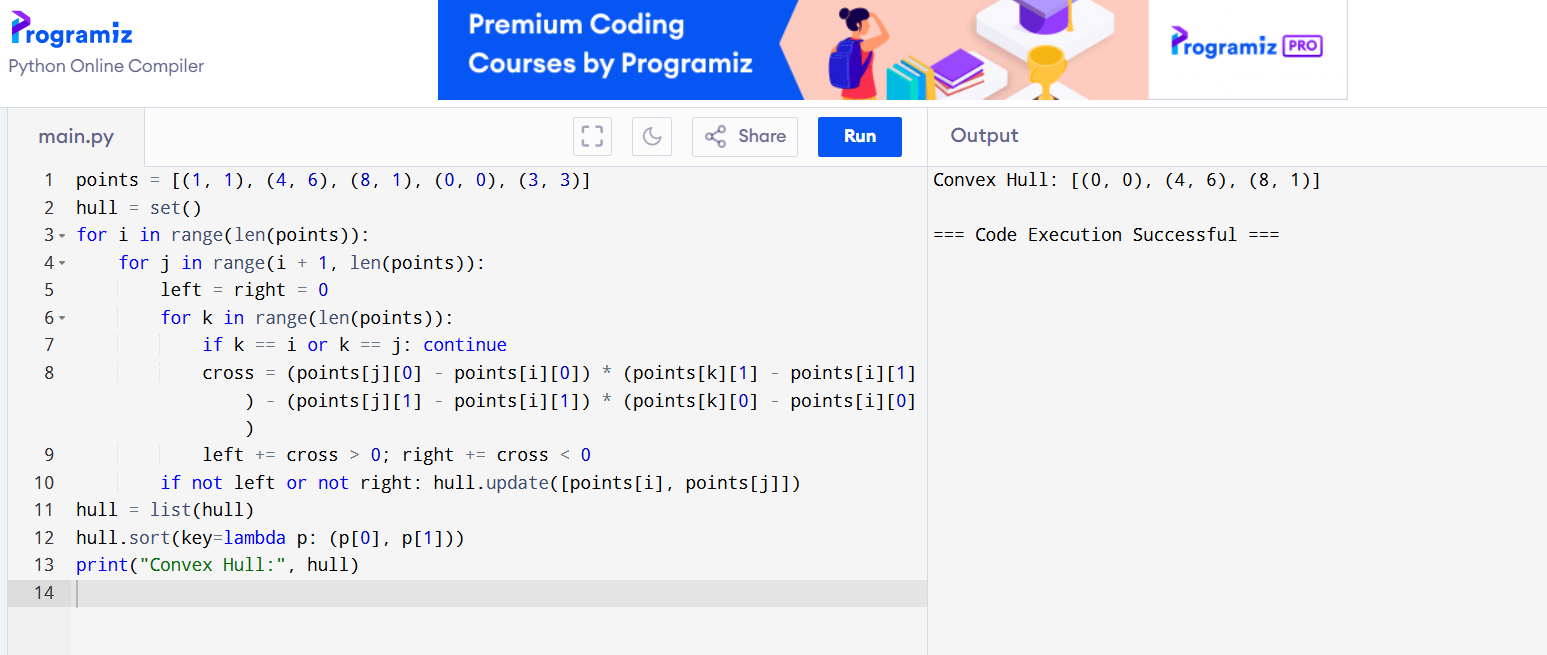 Programiz
Python Online Compiler
Premium Coding
Courses by Programiz
Programiz PRO
main.py
Share
Run
Output
1 points = [(1, 1), (4, 6), (8, 1), (0, 0), (3, 3)]
2 hull = set()
3 for i in range(len(points)):
4     for j in range(i + 1, len(points)):
5         left = right = 0
6         for k in range(len(points)):
7             if k == i or k == j: continue
8             cross = (points[j][0] - points[i][0]) * (points[k][1] - points[i][1]
                ) - (points[j][1] - points[i][1]) * (points[k][0] - points[i][0]
                )
9             left += cross > 0; right += cross < 0
10         if not left or not right: hull.update([points[i], points[j]])
11 hull = list(hull)
12 hull.sort(key=lambda p: (p[0], p[1]))
13 print("Convex Hull:", hull)
14
Convex Hull: [(0, 0), (4, 6), (8, 1)]
=== Code Execution Successful ===